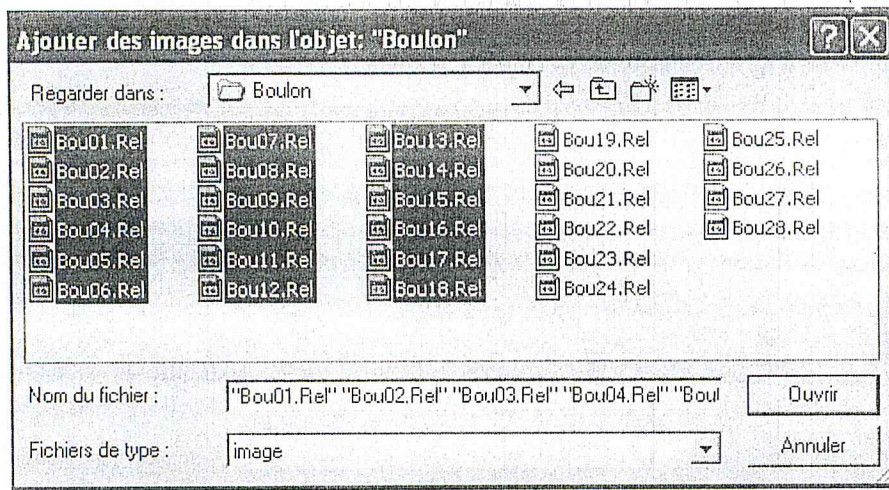 Ajouter des images dans l'objet: "Boulon"
Regarder dans : Boulon
Bou01.Rel Bou07.Rel Bou13.Rel Bou19.Rel Bou25.Rel
Bou02.Rel Bou08.Rel Bou14.Rel Bou20.Rel Bou26.Rel
Bou03.Rel Bou09.Rel Bou15.Rel Bou21.Rel Bou27.Rel
Bou04.Rel Bou10.Rel Bou16.Rel Bou22.Rel Bou28.Rel
Bou05.Rel Bou11.Rel Bou17.Rel Bou23.Rel
Bou06.Rel Bou12.Rel Bou18.Rel Bou24.Rel
Nom du fichier : "Bou01.Rel" "Bou02.Rel" "Bou03.Rel" "Bou04.Rel" "Boul Ouvrir
Fichiers de type : image Annuler